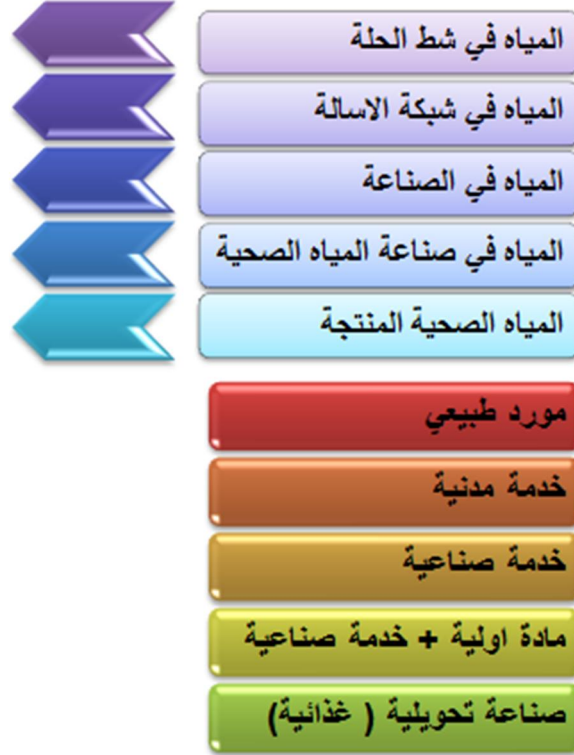 المياه في شط الحلة
المياه في شبكة الاسالة
المياه في الصناعة
المياه في صناعة المياه الصحية
المياه الصحية المنتجة
مورد طبيعي
خدمة مدنية
خدمة صناعية
مادة اولية + خدمة صناعية
صناعة تحويلية ( غذائية)